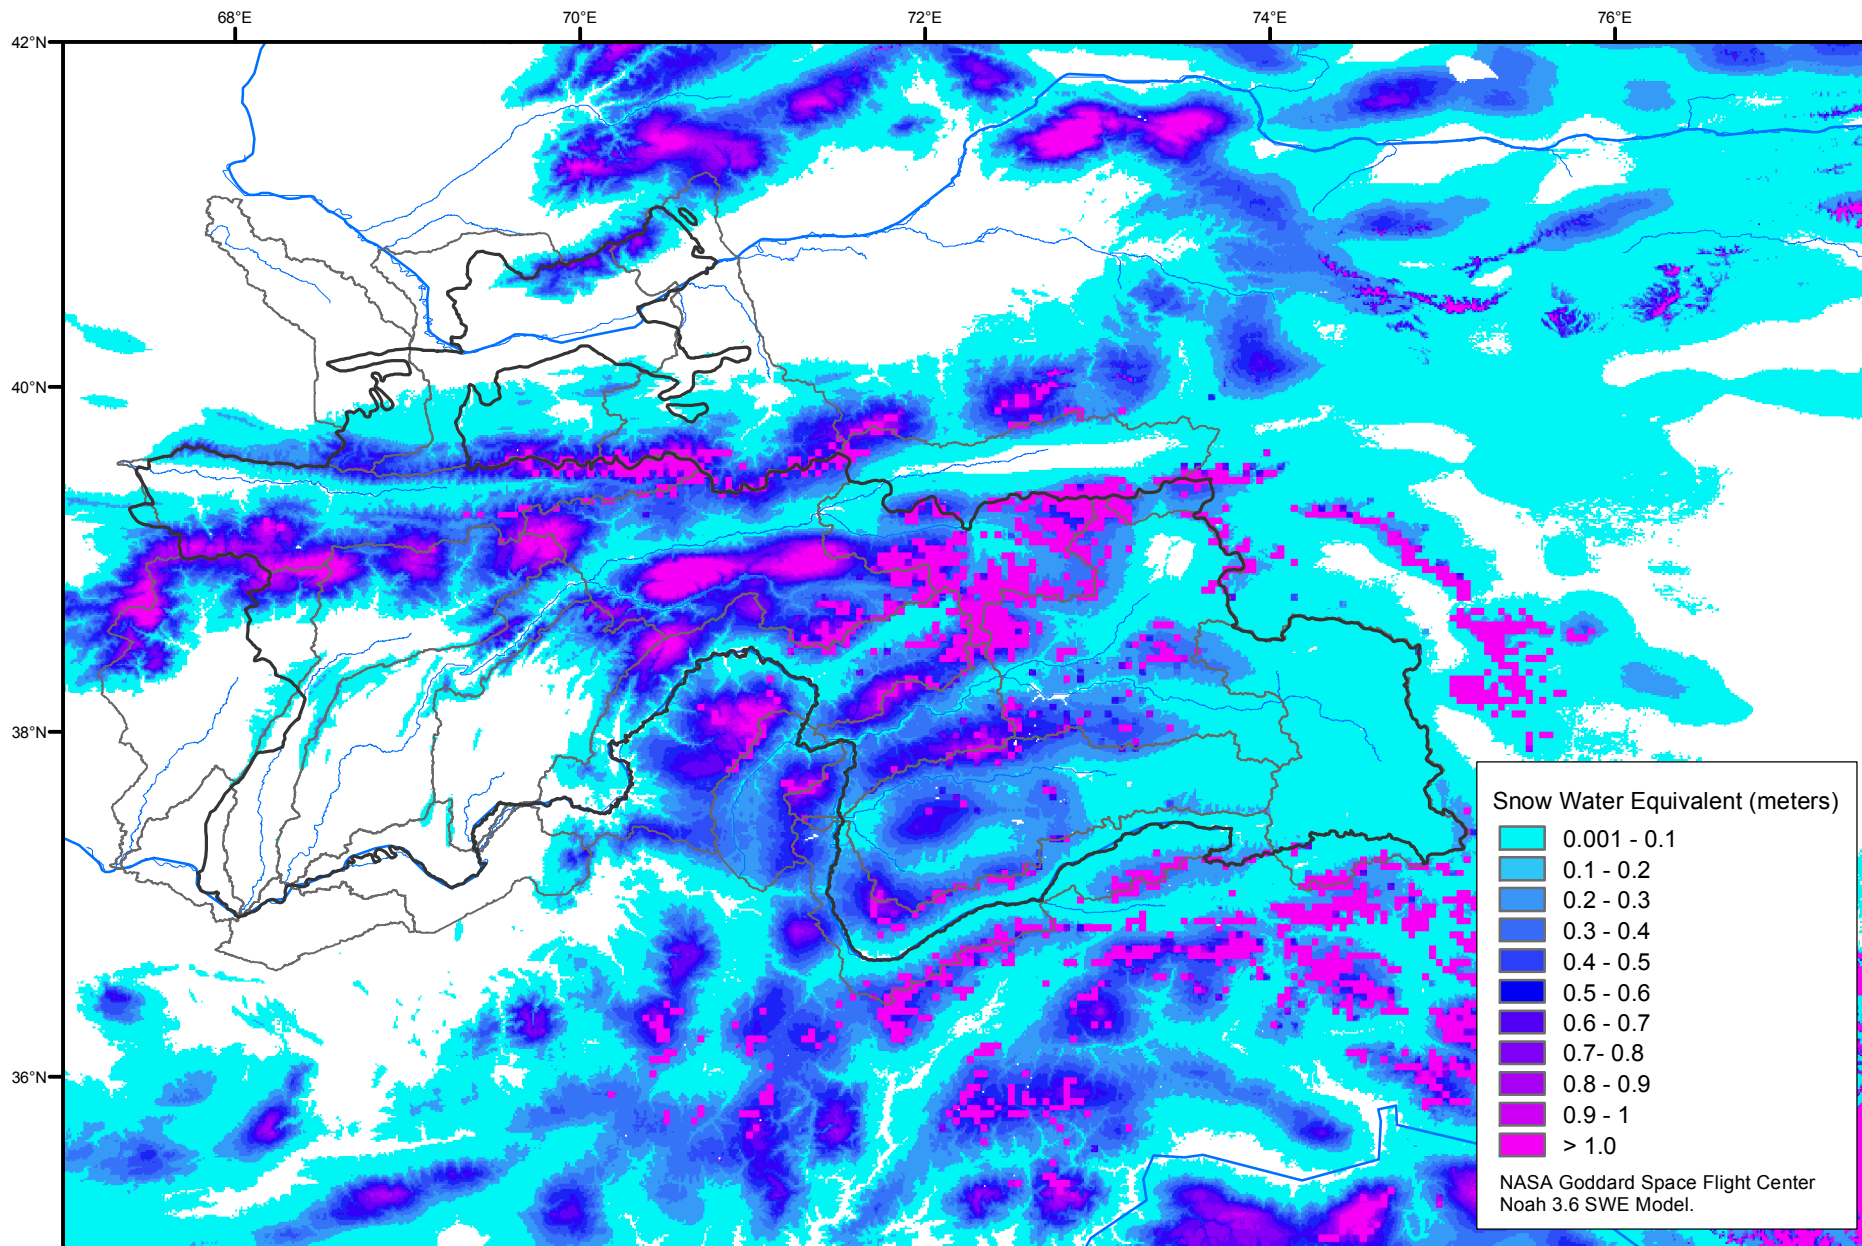 68°E 70°E 72°E 74°E 76°E
42°N
40°N
38°N
36°N
Snow Water Equivalent (meters)
0.001 - 0.1
0.1 - 0.2
0.2 - 0.3
0.3 - 0.4
0.4 - 0.5
0.5 - 0.6
0.6 - 0.7
0.7- 0.8
0.8 - 0.9
0.9 - 1
> 1.0
NASA Goddard Space Flight Center
Noah 3.6 SWE Model.